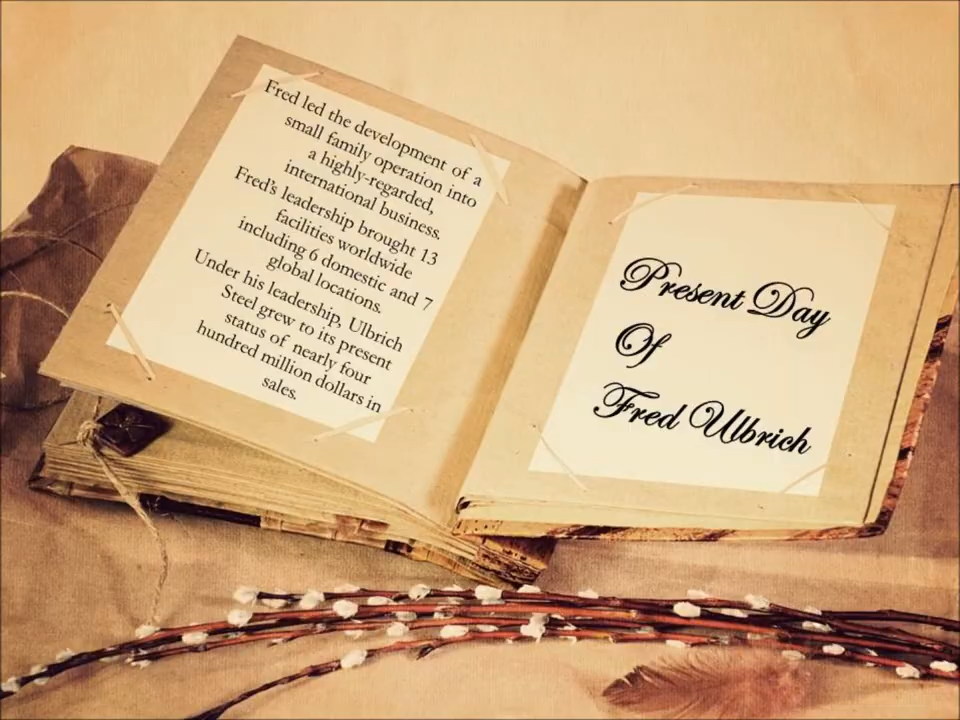 Fred led the development of a
small family operation into
a highly-regarded,
international business.
Fred's leadership brought 13
facilities worldwide
including 6 domestic and 7
global locations.
Under his leadership, Ulbrich
Steel grew to its present
status of nearly four
hundred million dollars in
sales.
Present Day
Of
Fred Ulbrich